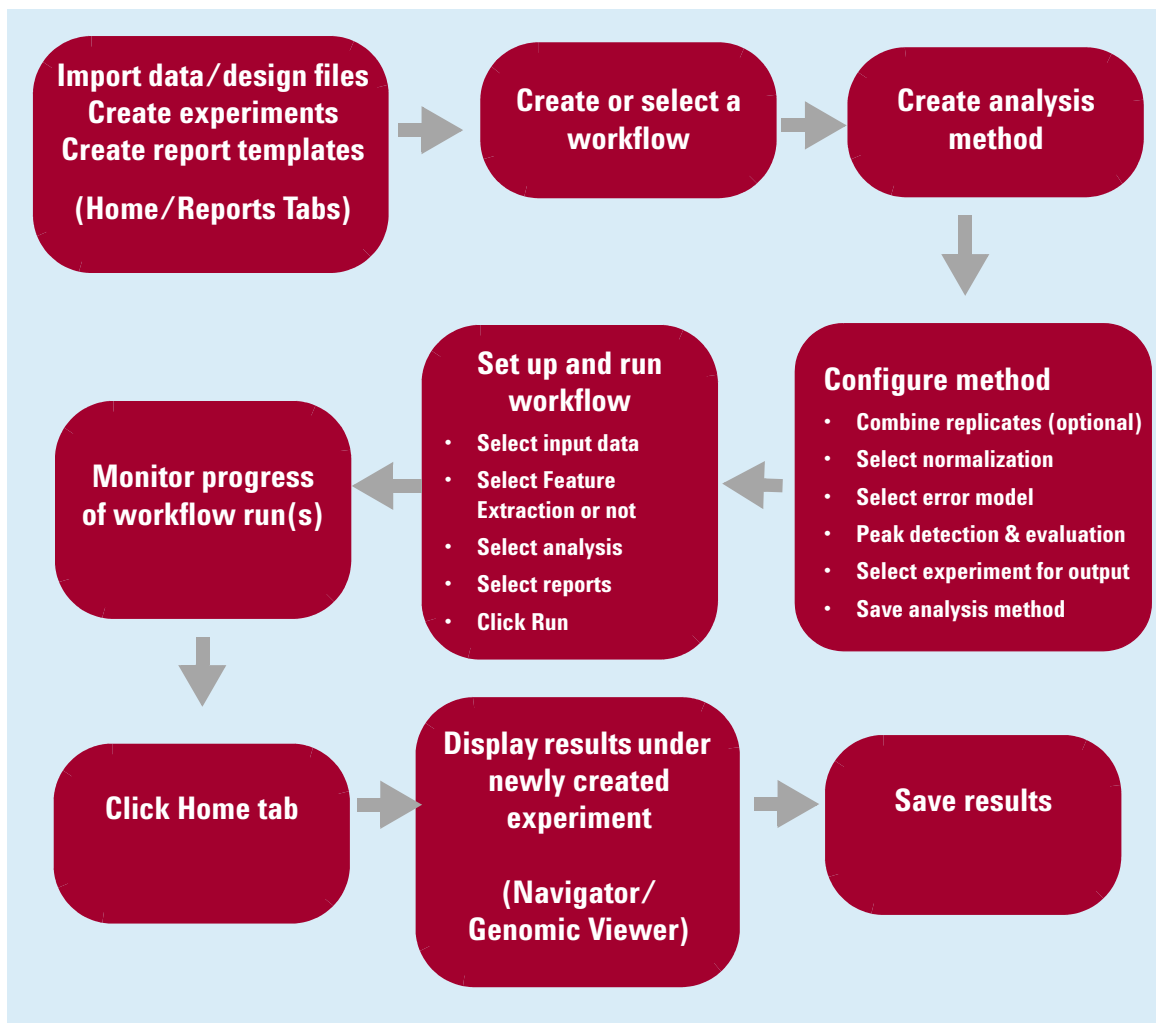 Import data/design files
Create experiments
Create report templates
(Home/Reports Tabs)
Create or select a
workflow
Create analysis
method
Configure method
• Combine replicates (optional)
• Select normalization
• Select error model
• Peak detection & evaluation
• Select experiment for output
• Save analysis method
Set up and run
workflow
• Select input data
• Select Feature
Extraction or not
• Select analysis
• Select reports
• Click Run
Monitor progress
of workflow run(s)
Click Home tab
Display results under
newly created
experiment
(Navigator/
Genomic Viewer)
Save results